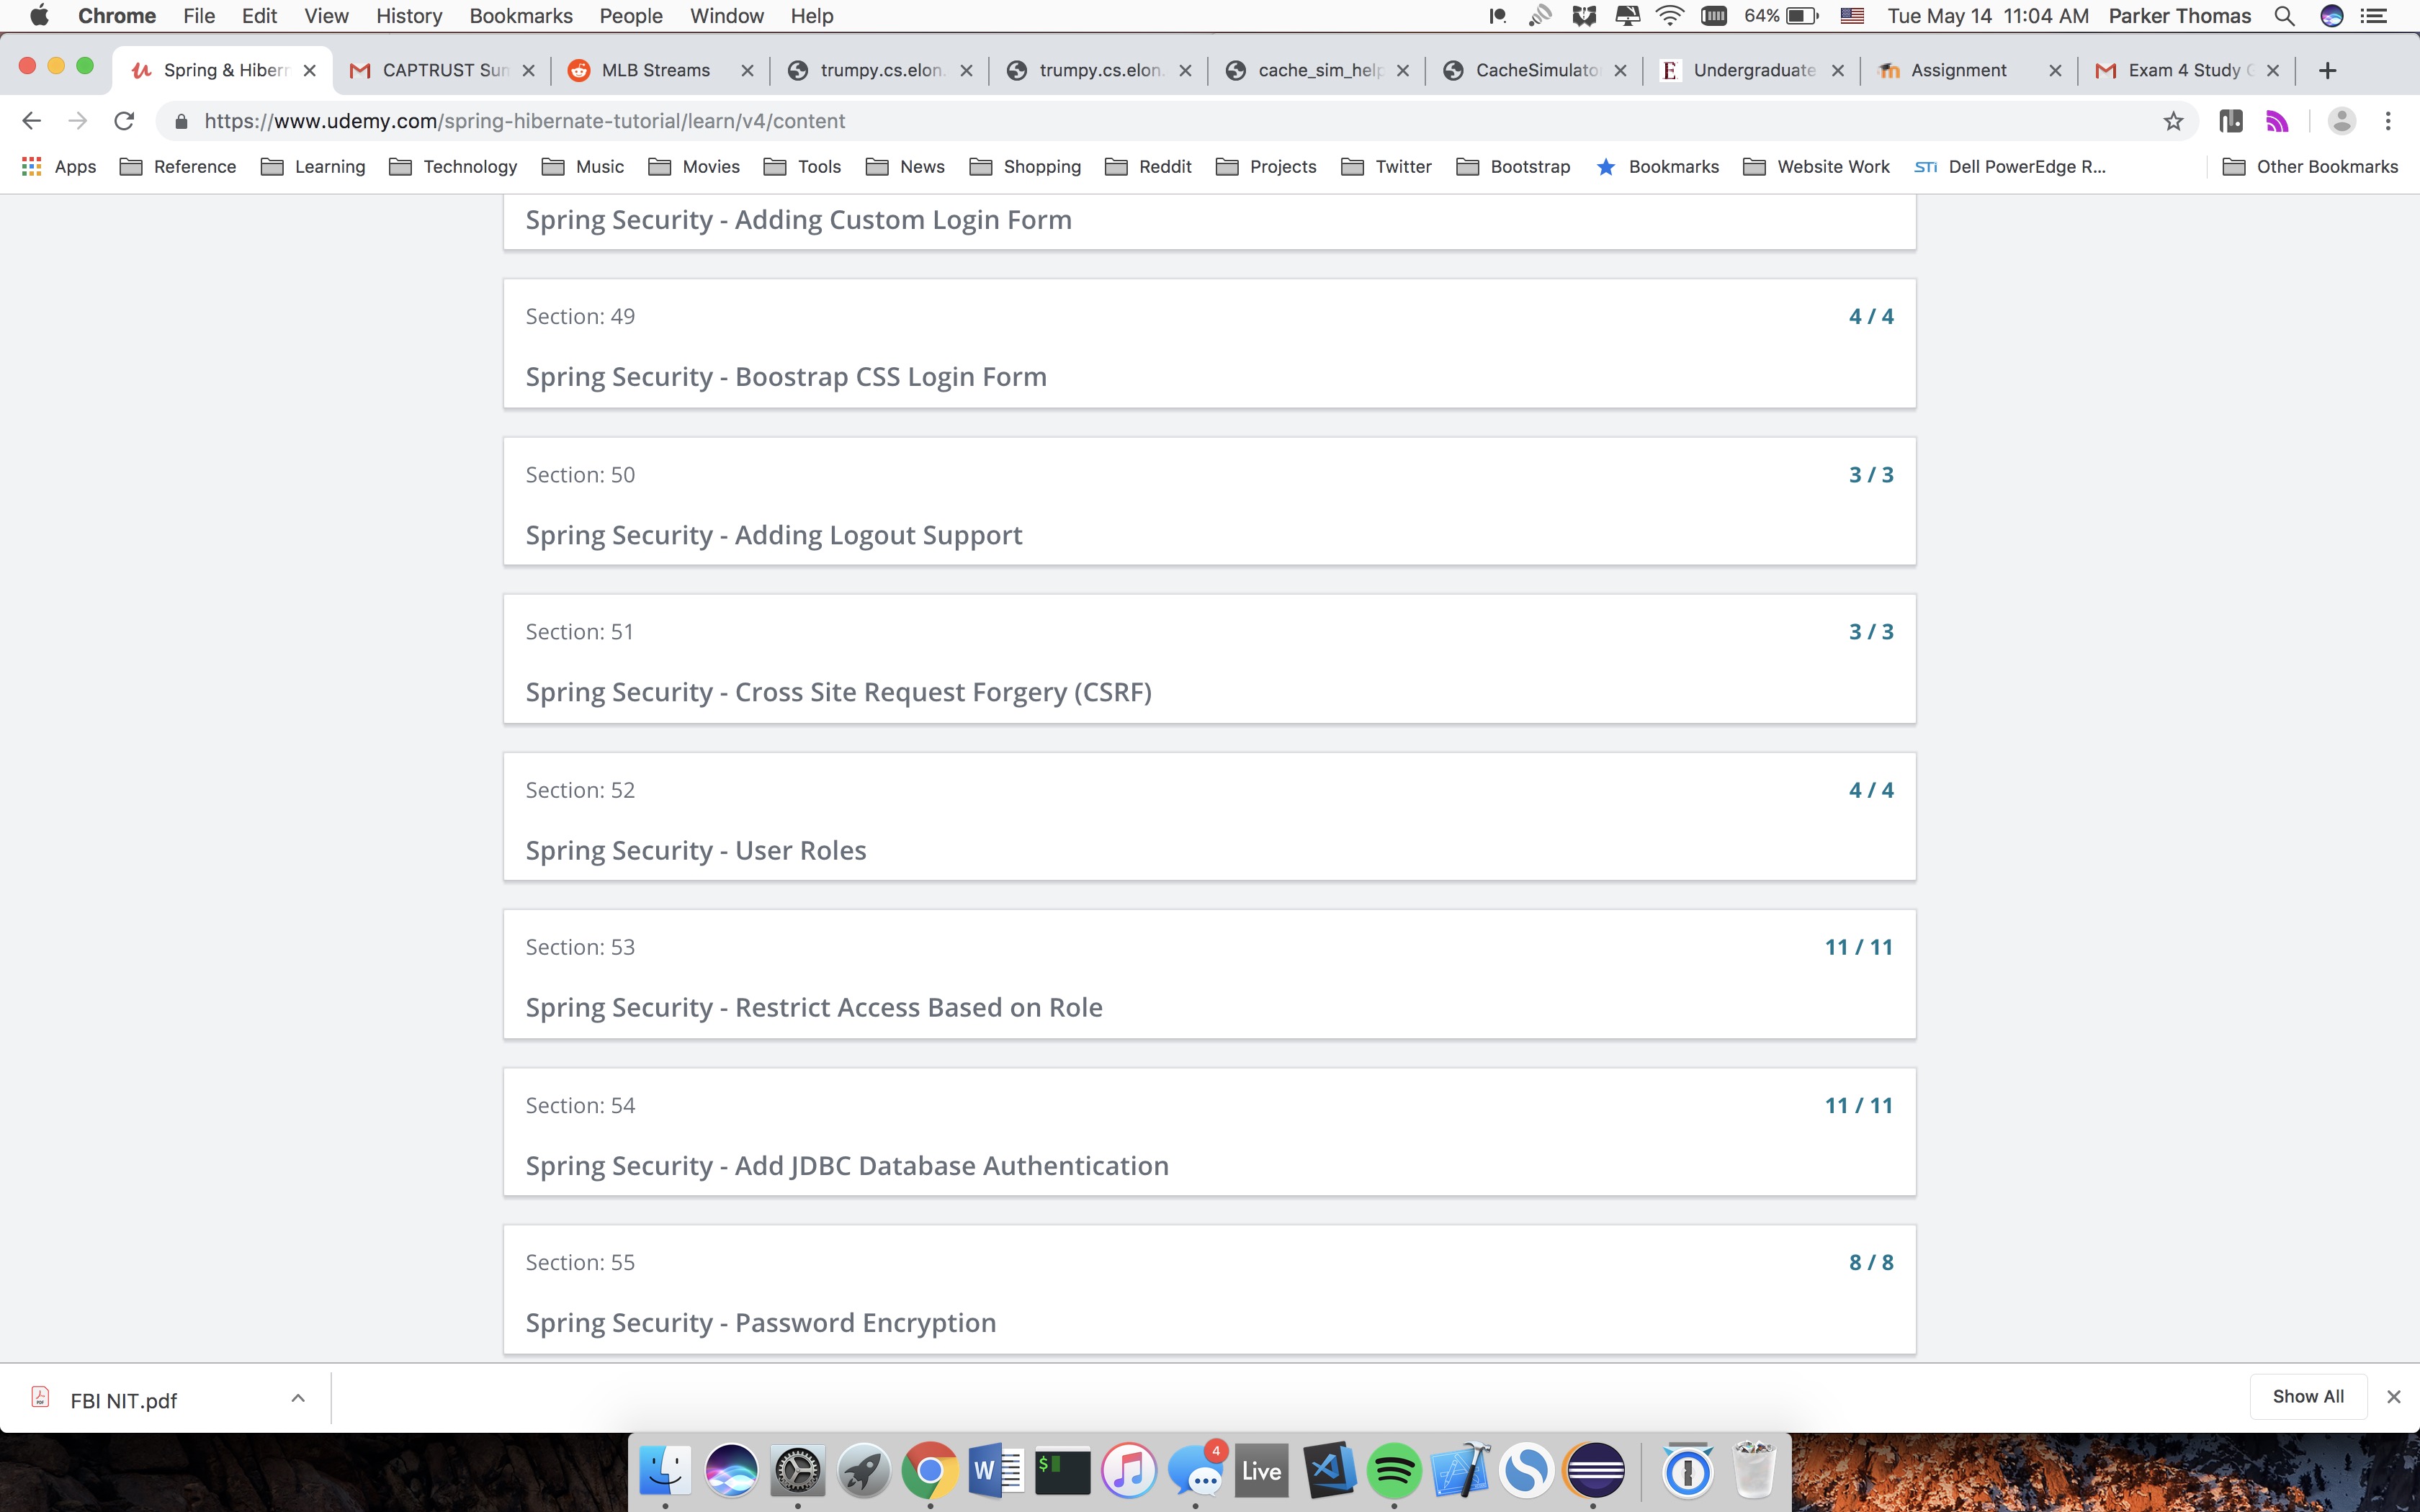 Chrome File Edit View History Bookmarks People Window Help 64% Tue May 14 11:04 AM Parker Thomas
Spring & Hibern CAPTRUST Sum MLB Streams trumpy.cs.elon. trumpy.cs.elon. cache_sim_help CacheSimulato Undergraduate Assignment Exam 4 Study G
https://www.udemy.com/spring-hibernate-tutorial/learn/v4/content
Apps Reference Learning Technology Music Movies Tools News Shopping Reddit Projects Twitter Bootstrap Bookmarks Website Work STi Dell PowerEdge R... Other Bookmarks
Spring Security - Adding Custom Login Form
Section: 49 4 / 4
Spring Security - Boostrap CSS Login Form
Section: 50 3 / 3
Spring Security - Adding Logout Support
Section: 51 3 / 3
Spring Security - Cross Site Request Forgery (CSRF)
Section: 52 4 / 4
Spring Security - User Roles
Section: 53 11 / 11
Spring Security - Restrict Access Based on Role
Section: 54 11 / 11
Spring Security - Add JDBC Database Authentication
Section: 55 8 / 8
Spring Security - Password Encryption
FBI NIT.pdf Show All
W $ 4 Live